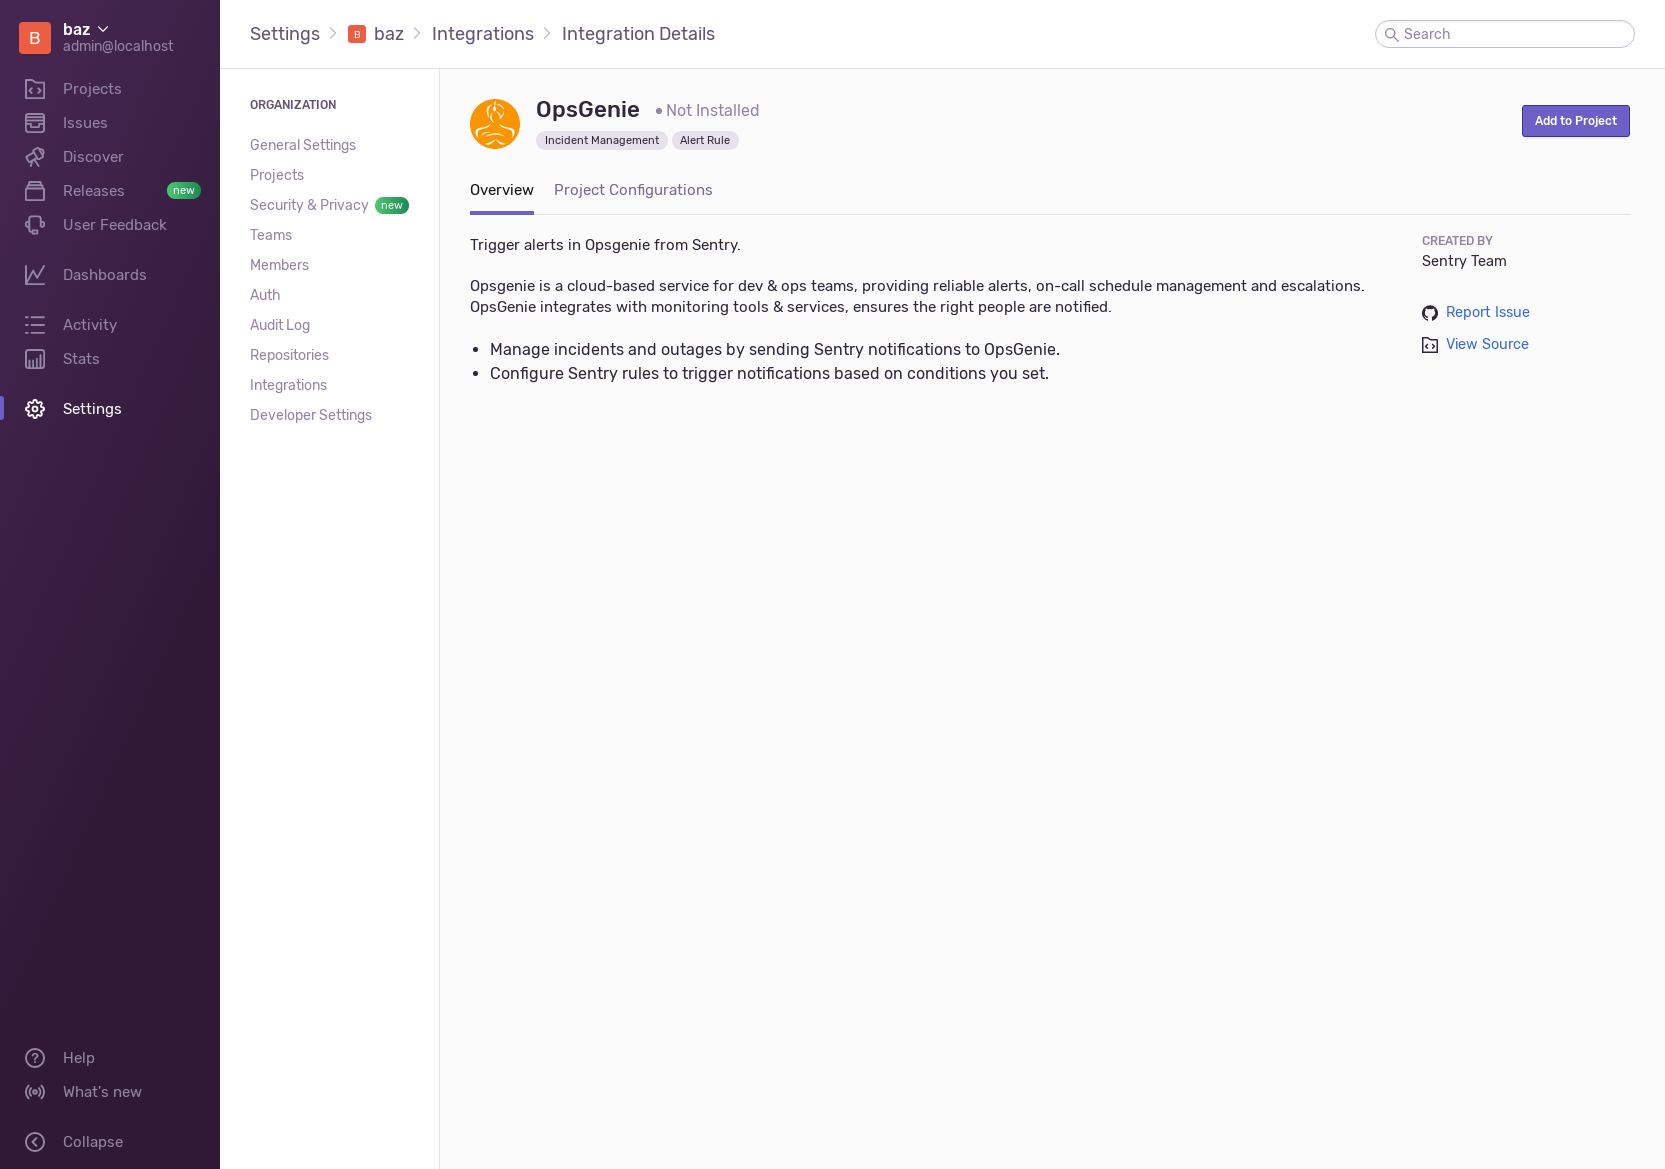 B
baz
admin@localhost
Projects
Issues
Discover
Releases new
User Feedback
Dashboards
Activity
Stats
Settings
Help
What's new
Collapse
Settings B baz Integrations Integration Details
Search
ORGANIZATION
General Settings
Projects
Security & Privacy new
Teams
Members
Auth
Audit Log
Repositories
Integrations
Developer Settings
OpsGenie Not Installed
Incident Management Alert Rule
Add to Project
Overview Project Configurations
Trigger alerts in Opsgenie from Sentry.
Opsgenie is a cloud-based service for dev & ops teams, providing reliable alerts, on-call schedule management and escalations.
OpsGenie integrates with monitoring tools & services, ensures the right people are notified.
• Manage incidents and outages by sending Sentry notifications to OpsGenie.
• Configure Sentry rules to trigger notifications based on conditions you set.
CREATED BY
Sentry Team
Report Issue
View Source